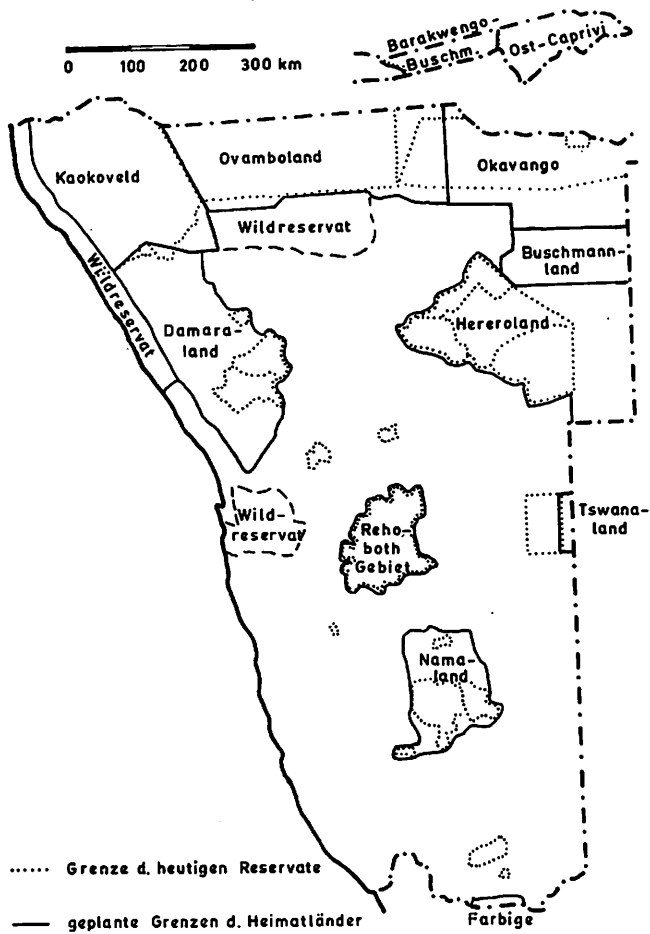 0 100 200 300 km
Barakwengo-
Buschm.
Ost-Caprivi
Kaokoveld
Ovamboland
Okavango
Wildreservat
Buschmann-
land
Wildreservat
Damara-
land
Hereroland
Wild-
reservat
Reho-
both
Gebiet
Tswana-
land
Nama-
land
Grenze d. heutigen Reservate
geplante Grenzen d. Heimatländer
Farbige